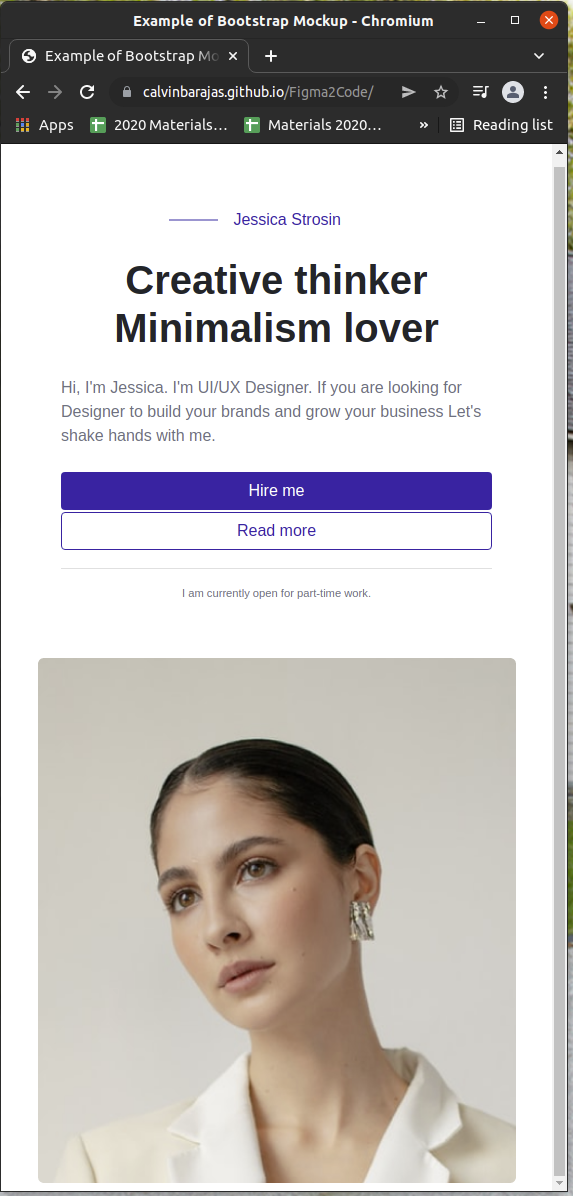 Example of Bootstrap Mockup - Chromium
Example of Bootstrap Mo
calvinbarajas.github.io/Figma2Code/
Apps 2020 Materials… Materials 2020… » Reading list
Jessica Strosin
Creative thinker
Minimalism lover
Hi, I'm Jessica. I'm UI/UX Designer. If you are looking for
Designer to build your brands and grow your business Let's
shake hands with me.
Hire me
Read more
I am currently open for part-time work.